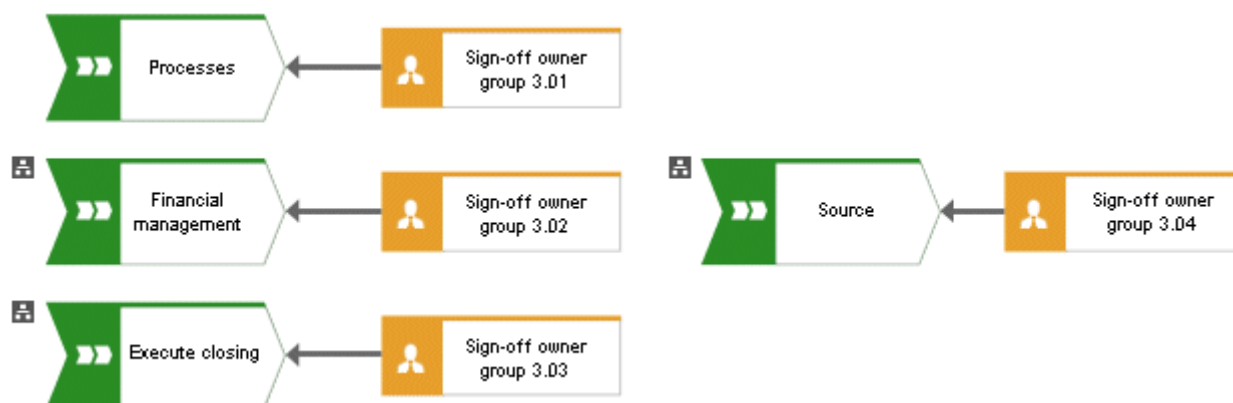 Processes
Sign-off owner
group 3.01
Financial
management
Sign-off owner
group 3.02
Source
Sign-off owner
group 3.04
Execute closing
Sign-off owner
group 3.03